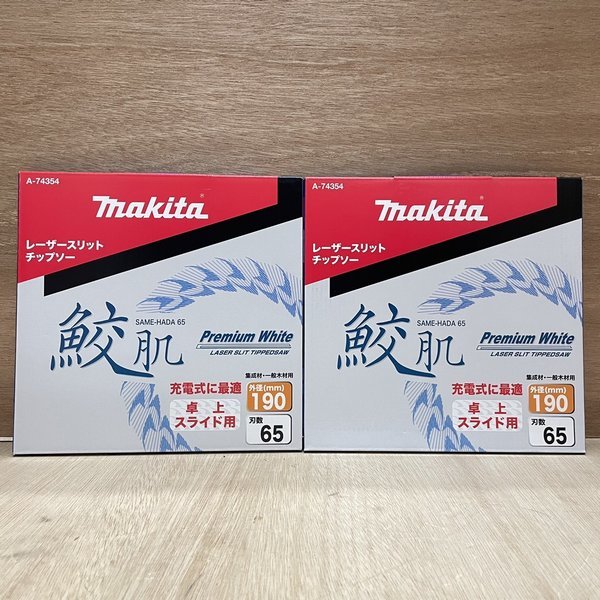 A-74354
makita®
レーザースリット
チップソー
SAME-HADA 65
鮫肌
Premium White
LASER SLIT TIPPEDSAW
集成材・一般木材用
充電式に最適
卓上
スライド用
外径(mm)
190
刃数
65
A-74354
makita®
レーザースリット
チップソー
SAME-HADA 65
鮫肌
Premium White
LASER SLIT TIPPEDSAW
集成材・一般木材用
充電式に最適
卓上
スライド用
外径(mm)
190
刃数
65